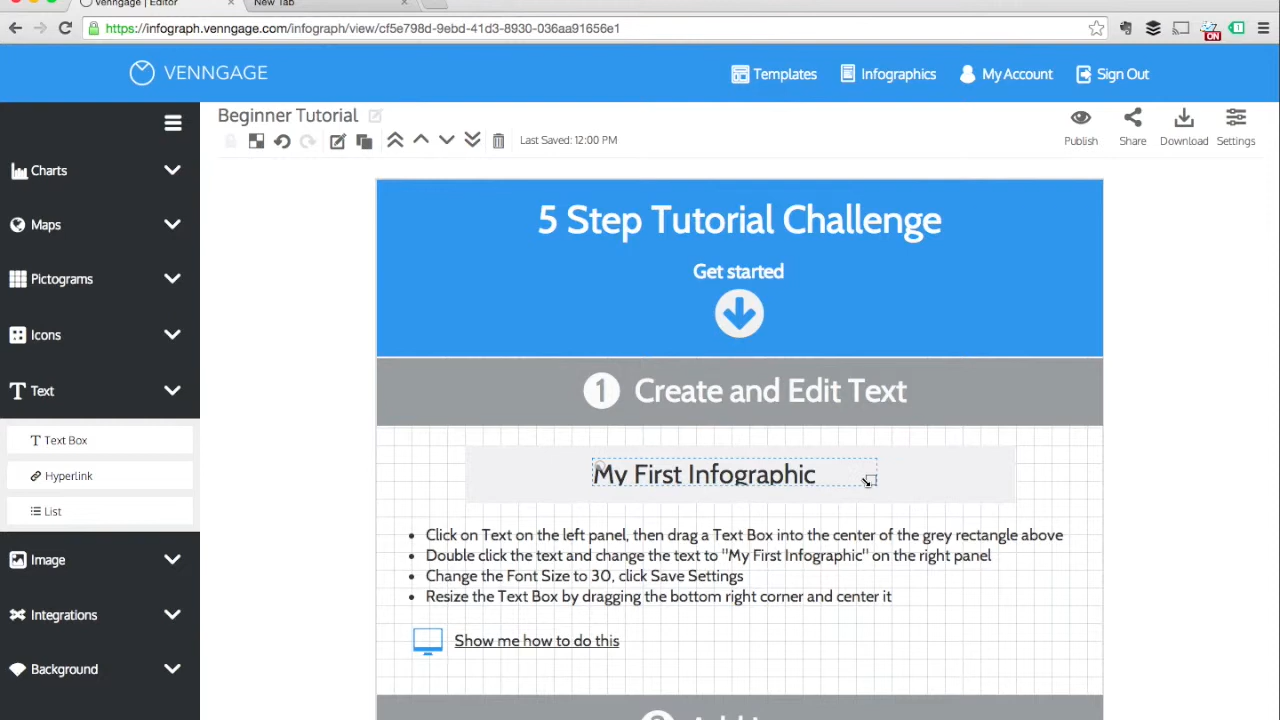 Venngage | Editor
New Tab
https://infograph.venngage.com/infograph/view/cf5e798d-9ebd-41d3-8930-036aa91656e1
ON
1
VENNGAGE
Templates
Infographics
My Account
Sign Out
Beginner Tutorial
Last Saved: 12:00 PM
Publish
Share
Download
Settings
Charts
Maps
Pictograms
Icons
Text
Text Box
Hyperlink
List
Image
Integrations
Background
5 Step Tutorial Challenge
Get started
1 Create and Edit Text
My First Infographic
• Click on Text on the left panel, then drag a Text Box into the center of the grey rectangle above
• Double click the text and change the text to "My First Infographic" on the right panel
• Change the Font Size to 30, click Save Settings
• Resize the Text Box by dragging the bottom right corner and center it
Show me how to do this